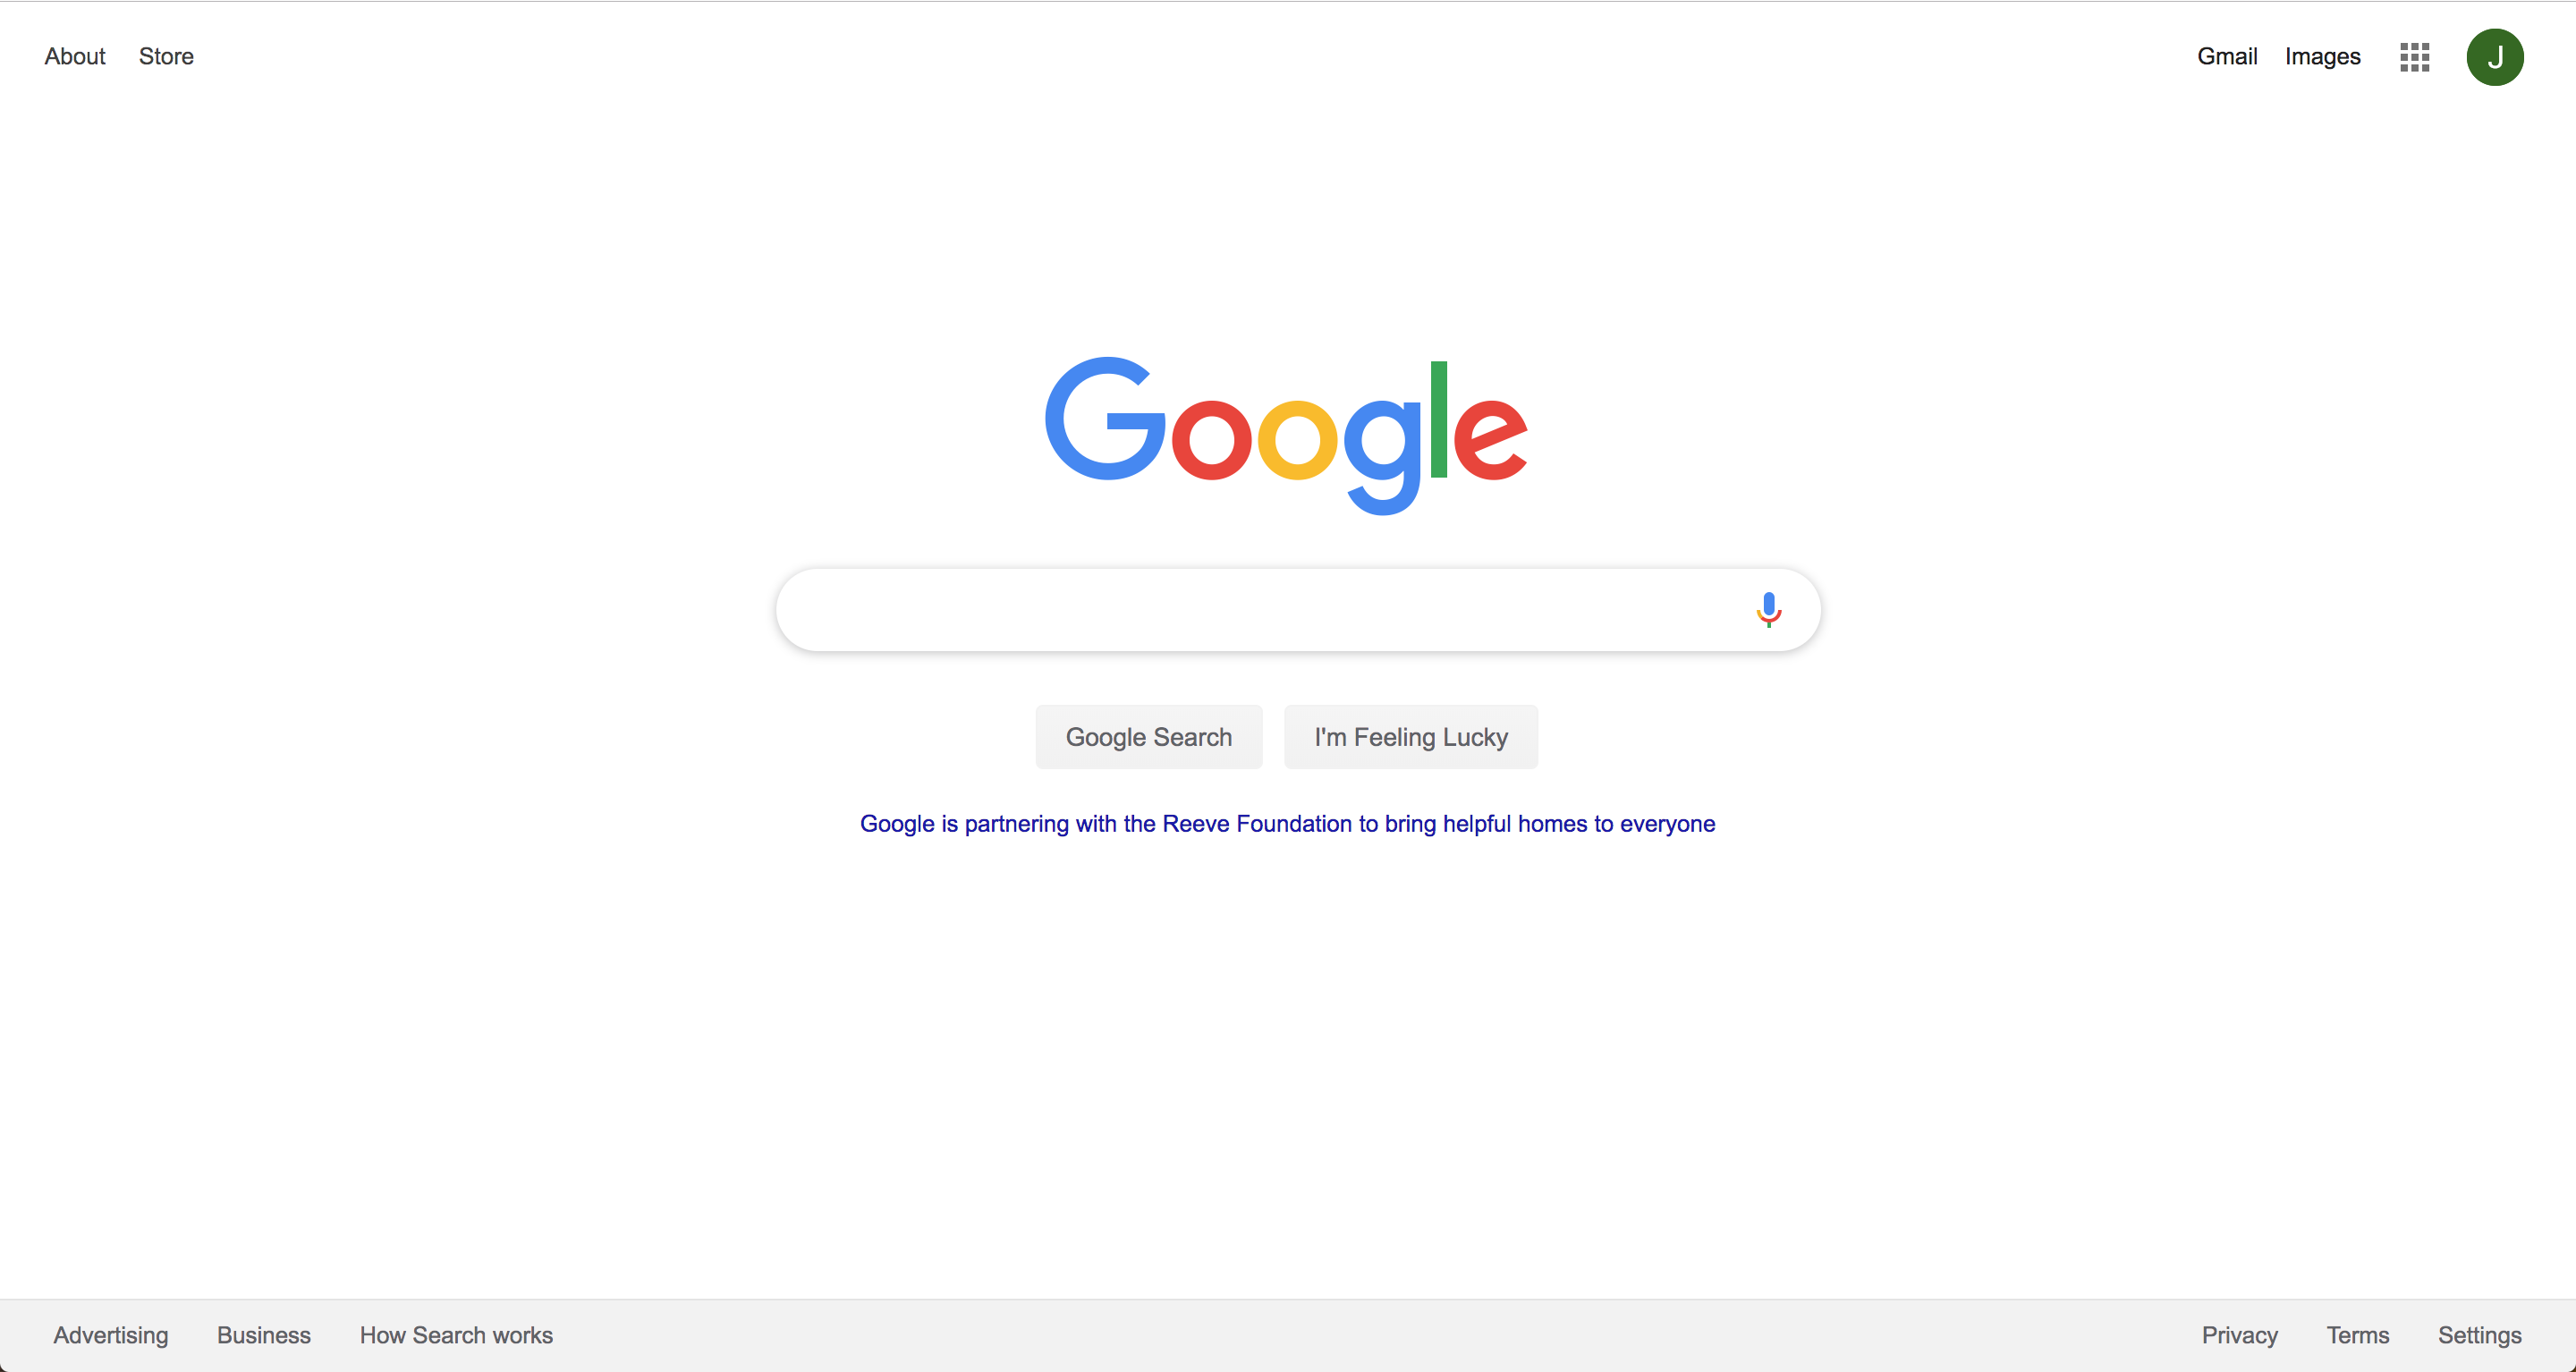 About Store Gmail Images J
Google
Google Search I'm Feeling Lucky
Google is partnering with the Reeve Foundation to bring helpful homes to everyone
Advertising Business How Search works Privacy Terms Settings